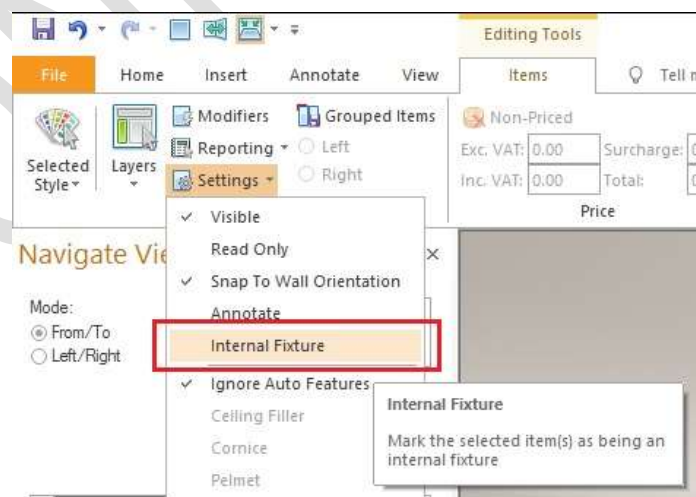 Editing Tools
File Home Insert Annotate View Items Tell
Modifiers Grouped Items Non-Priced
Reporting Left Exc. VAT: 0.00 Surcharge:
Selected Style Layers Settings Right Inc. VAT: 0.00 Total:
Price
Visible
Navigate
Read Only
Snap To Wall Orientation
Mode:
Annotate
From/To
Internal Fixture
Left/Right
Ignore Auto Features
Internal Fixture
Ceiling Filler
Mark the selected item(s) as being an
internal fixture
Cornice
Pelmet